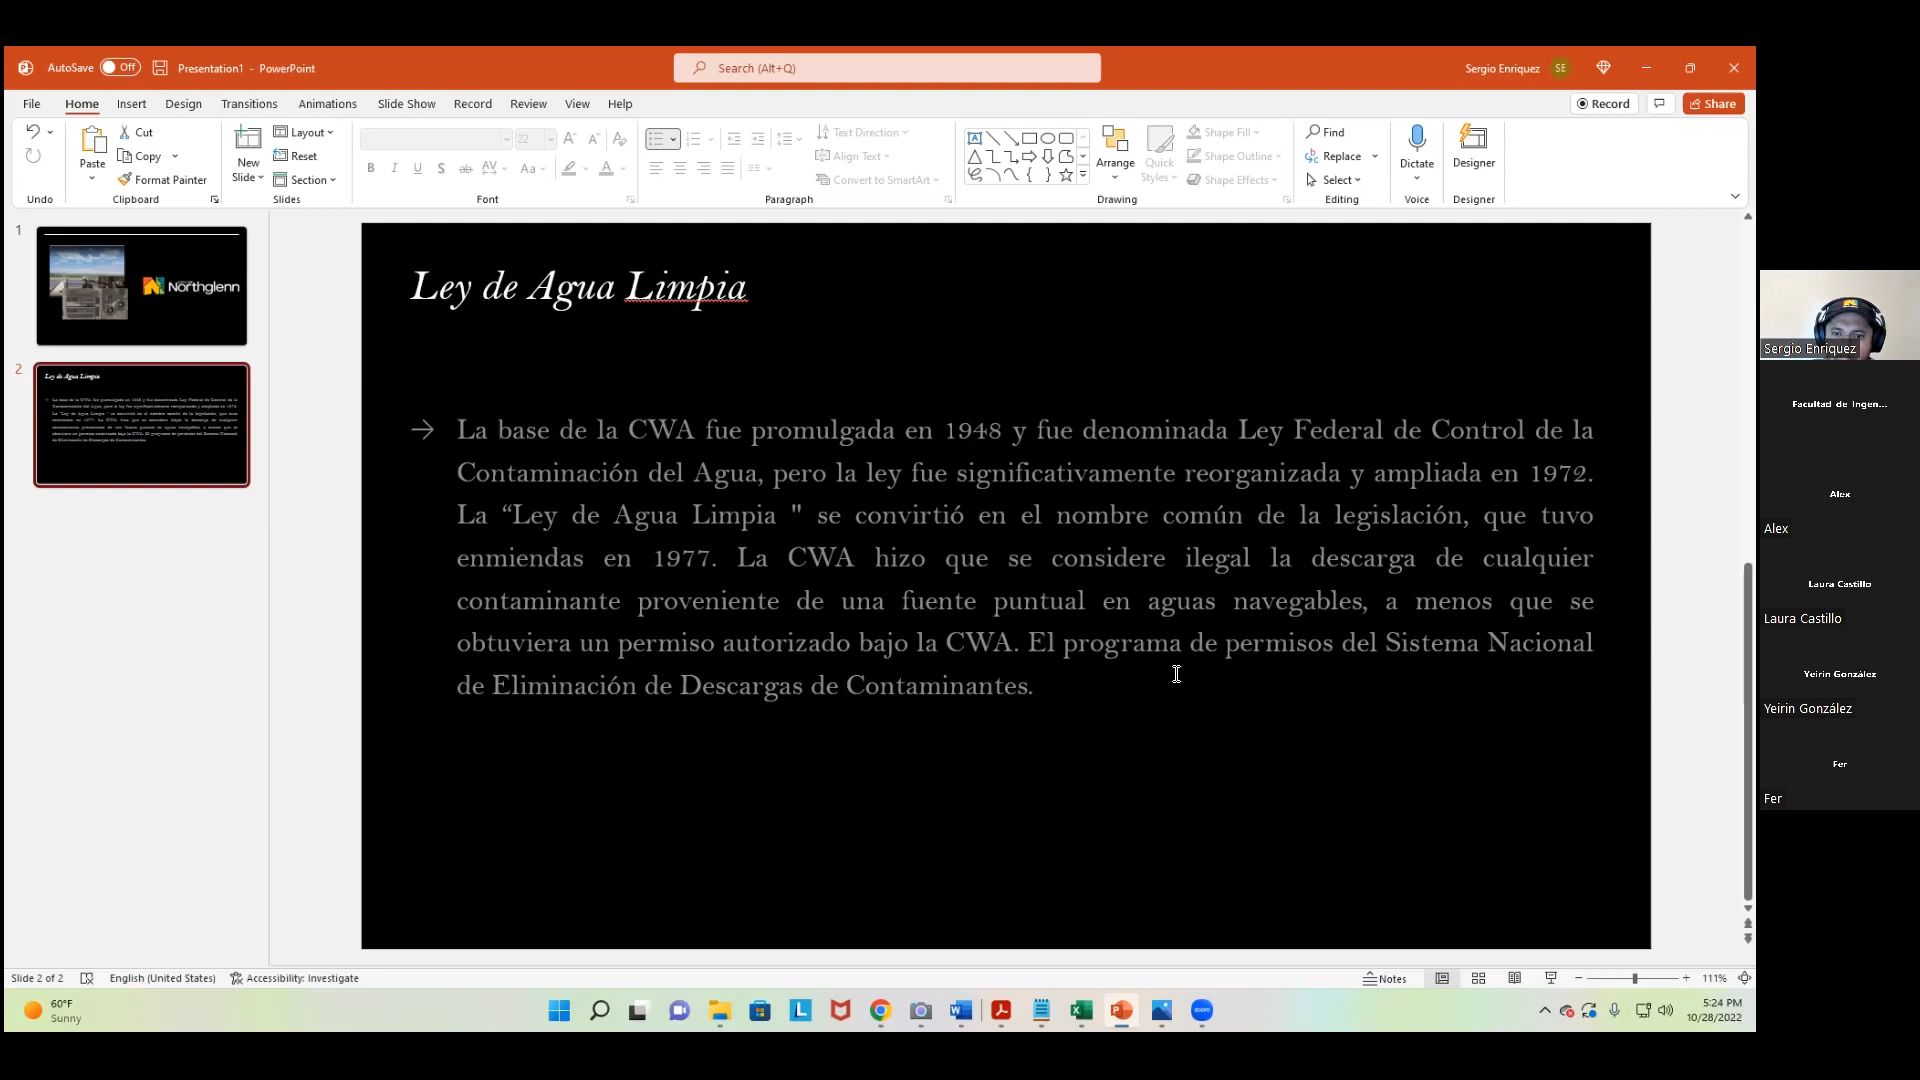 AutoSave Off Presentation1 - PowerPoint Search (Alt+Q) Sergio Enriquez SE
File Home Insert Design Transitions Animations Slide Show Record Review View Help Record Share
Paste Cut Copy Format Painter
New Slide Layout Reset Section
22
Text Direction Align Text Convert to SmartArt
Arrange Quick Styles Shape Fill Shape Outline Shape Effects
Find Replace Select Dictate Designer
Undo Clipboard Slides Font Paragraph Drawing Editing Voice Designer
1
Northglenn
2
Ley de Agua Limpia
Ley de Agua Limpia
La base de la CWA fue promulgada en 1948 y fue denominada Ley Federal de Control de la
Contaminación del Agua, pero la ley fue significativamente reorganizada y ampliada en 1972.
La “Ley de Agua Limpia " se convirtió en el nombre común de la legislación, que tuvo
enmiendas en 1977. La CWA hizo que se considere ilegal la descarga de cualquier
contaminante proveniente de una fuente puntual en aguas navegables, a menos que se
obtuviera un permiso autorizado bajo la CWA. El programa de permisos del Sistema Nacional
de Eliminación de Descargas de Contaminantes.
Sergio Enriquez
Facultad de Ingen...
Alex
Alex
Laura Castillo
Laura Castillo
Yeirin González
Yeirin González
Fer
Fer
Slide 2 of 2 English (United States) Accessibility: Investigate Notes 111%
60°F
Sunny
zoom
5:24 PM
10/28/2022